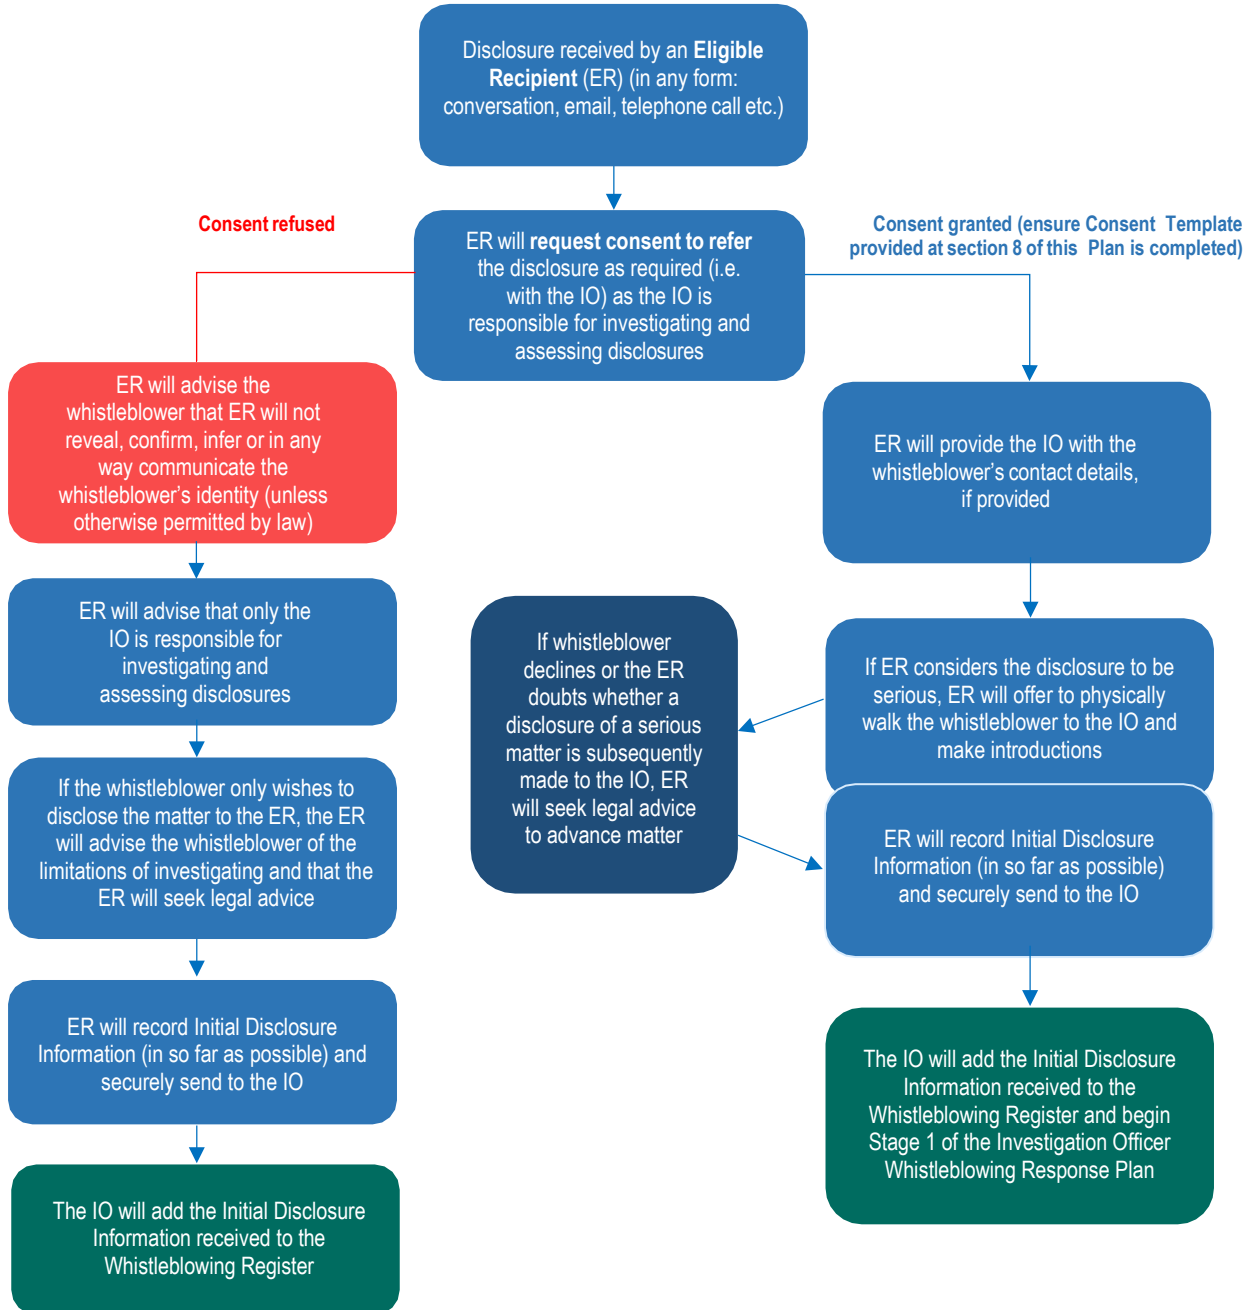 Disclosure received by an Eligible
Recipient (ER) (in any form:
conversation, email, telephone call etc.)
Consent refused
ER will request consent to refer
the disclosure as required (i.e.
with the IO) as the IO is
responsible for investigating and
assessing disclosures
Consent granted (ensure Consent Template
provided at section 8 of this Plan is completed)
ER will advise the
whistleblower that ER will not
reveal, confirm, infer or in any
way communicate the
whistleblower's identity (unless
otherwise permitted by law)
ER will advise that only the
IO is responsible for
investigating and
assessing disclosures
If the whistleblower only wishes to
disclose the matter to the ER, the ER
will advise the whistleblower of the
limitations of investigating and that the
ER will seek legal advice
ER will record Initial Disclosure
Information (in so far as possible) and
securely send to the IO
The IO will add the Initial Disclosure
Information received to the
Whistleblowing Register
ER will provide the IO with the
whistleblower's contact details,
if provided
If ER considers the disclosure to be
serious, ER will offer to physically
walk the whistleblower to the IO and
make introductions
If whistleblower
declines or the ER
doubts whether a
disclosure of a serious
matter is subsequently
made to the IO, ER
will seek legal advice
to advance matter
ER will record Initial Disclosure
Information (in so far as possible)
and securely send to the IO
The IO will add the Initial Disclosure
Information received to the
Whistleblowing Register and begin
Stage 1 of the Investigation Officer
Whistleblowing Response Plan